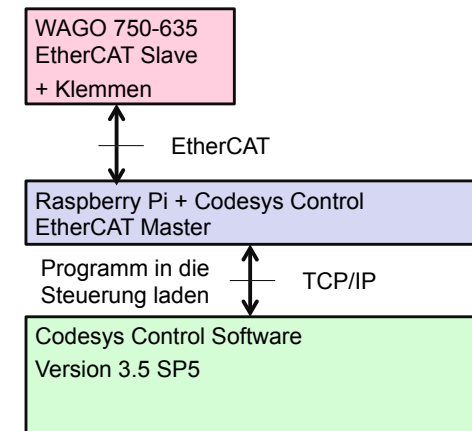 WAGO 750-635
EtherCAT Slave
+ Klemmen
EtherCAT
Raspberry Pi + Codesys Control
EtherCAT Master
Programm in die
Steuerung laden
TCP/IP
Codesys Control Software
Version 3.5 SP5